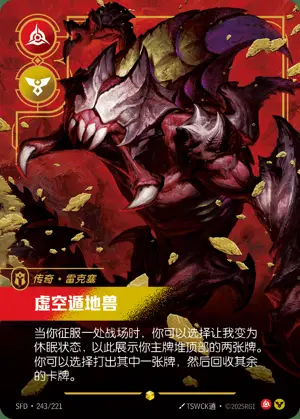 传奇・雷克塞
虚空遁地兽
当你征服一处战场时，你可以选择让我变为
休眠状态，以此展示你主牌堆顶部的两张牌。
你可以选择打出其中一张牌，然后回收其余
的卡牌。
SFD・243/221
TSWCK涵・©2025RGI